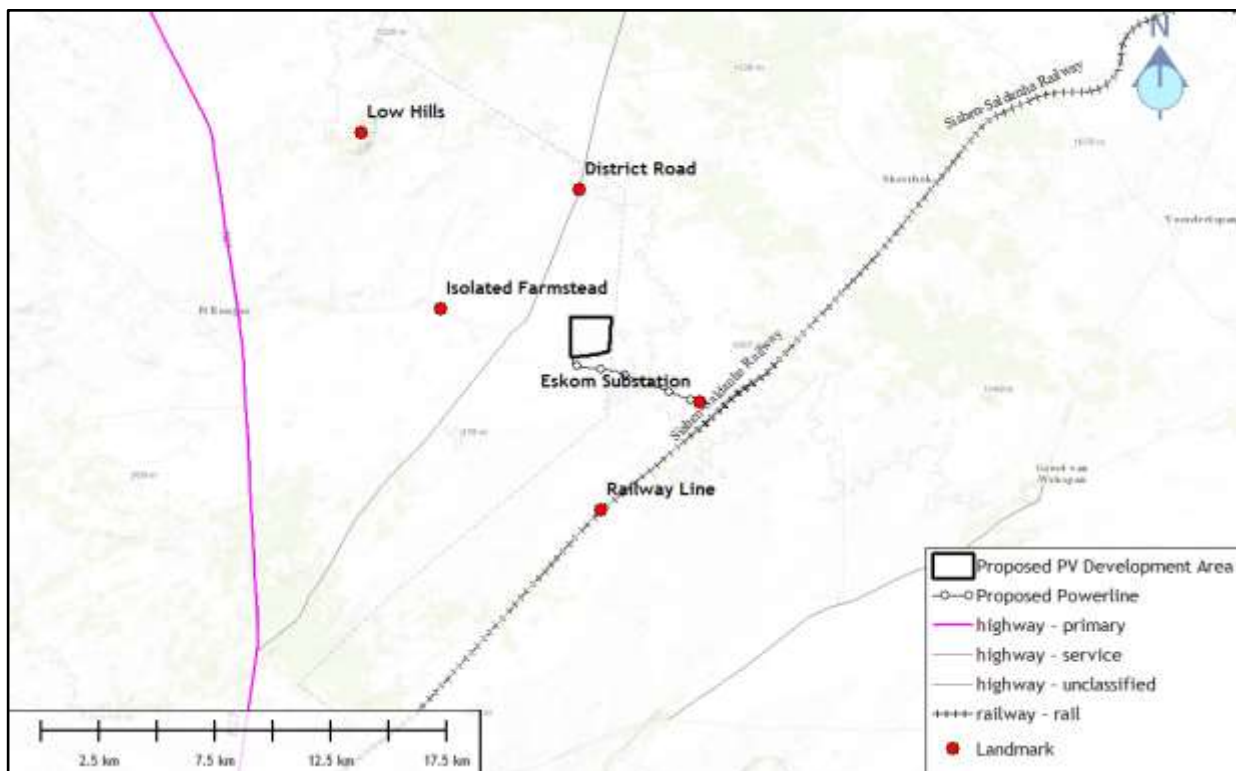 N
Low Hills
Sishen-Saldanha Railway
District Road
Isolated Farmstead
Eskom Substation
Sishen-Saldanha Railway
Railway Line
Proposed PV Development Area
Proposed Powerline
highway - primary
highway - service
highway - unclassified
railway - rail
Landmark
2.5 km 7.5 km 12.5 km 17.5 km